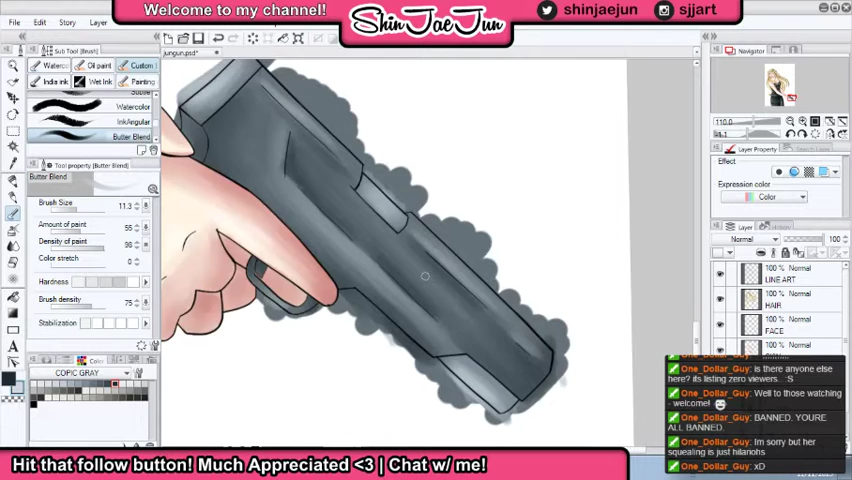 Welcome to my channel!
ShinJaeJun
shinjaejun
sjjart
File
Edit
Story
Layer
Sub Tool [Brush]
jungun.psd*
Waterc
Oil paint
Custom
India ink
Wet Ink
Painting
Watercolor
InkAngular
Butter Blend
Tool property [Butter Blend]
Butter Blend
Brush Size 11.3
Amount of paint 55
Density of paint 98
Color stretch 0
Hardness
Brush density 75
Stabilization
Color
COPIC GRAY
Navigator
110.0
Layer Property
Effect
Expression color
Color
Layer
Normal 100
100 % Normal
LINE ART
100 % Normal
HAIR
100 % Normal
FACE
100 % Normal
One_Dollar_Guy: is there anyone else
here? its listing zero viewers.. :S
One_Dollar_Guy: Well to those watching
- welcome!
One_Dollar_Guy: BANNED. YOURE
ALL BANNED.
One_Dollar_Guy: Im sorry but her
squealing is just hilariohs
One_Dollar_Guy: xD
Hit that follow button! Much Appreciated <3 | Chat w/ me!